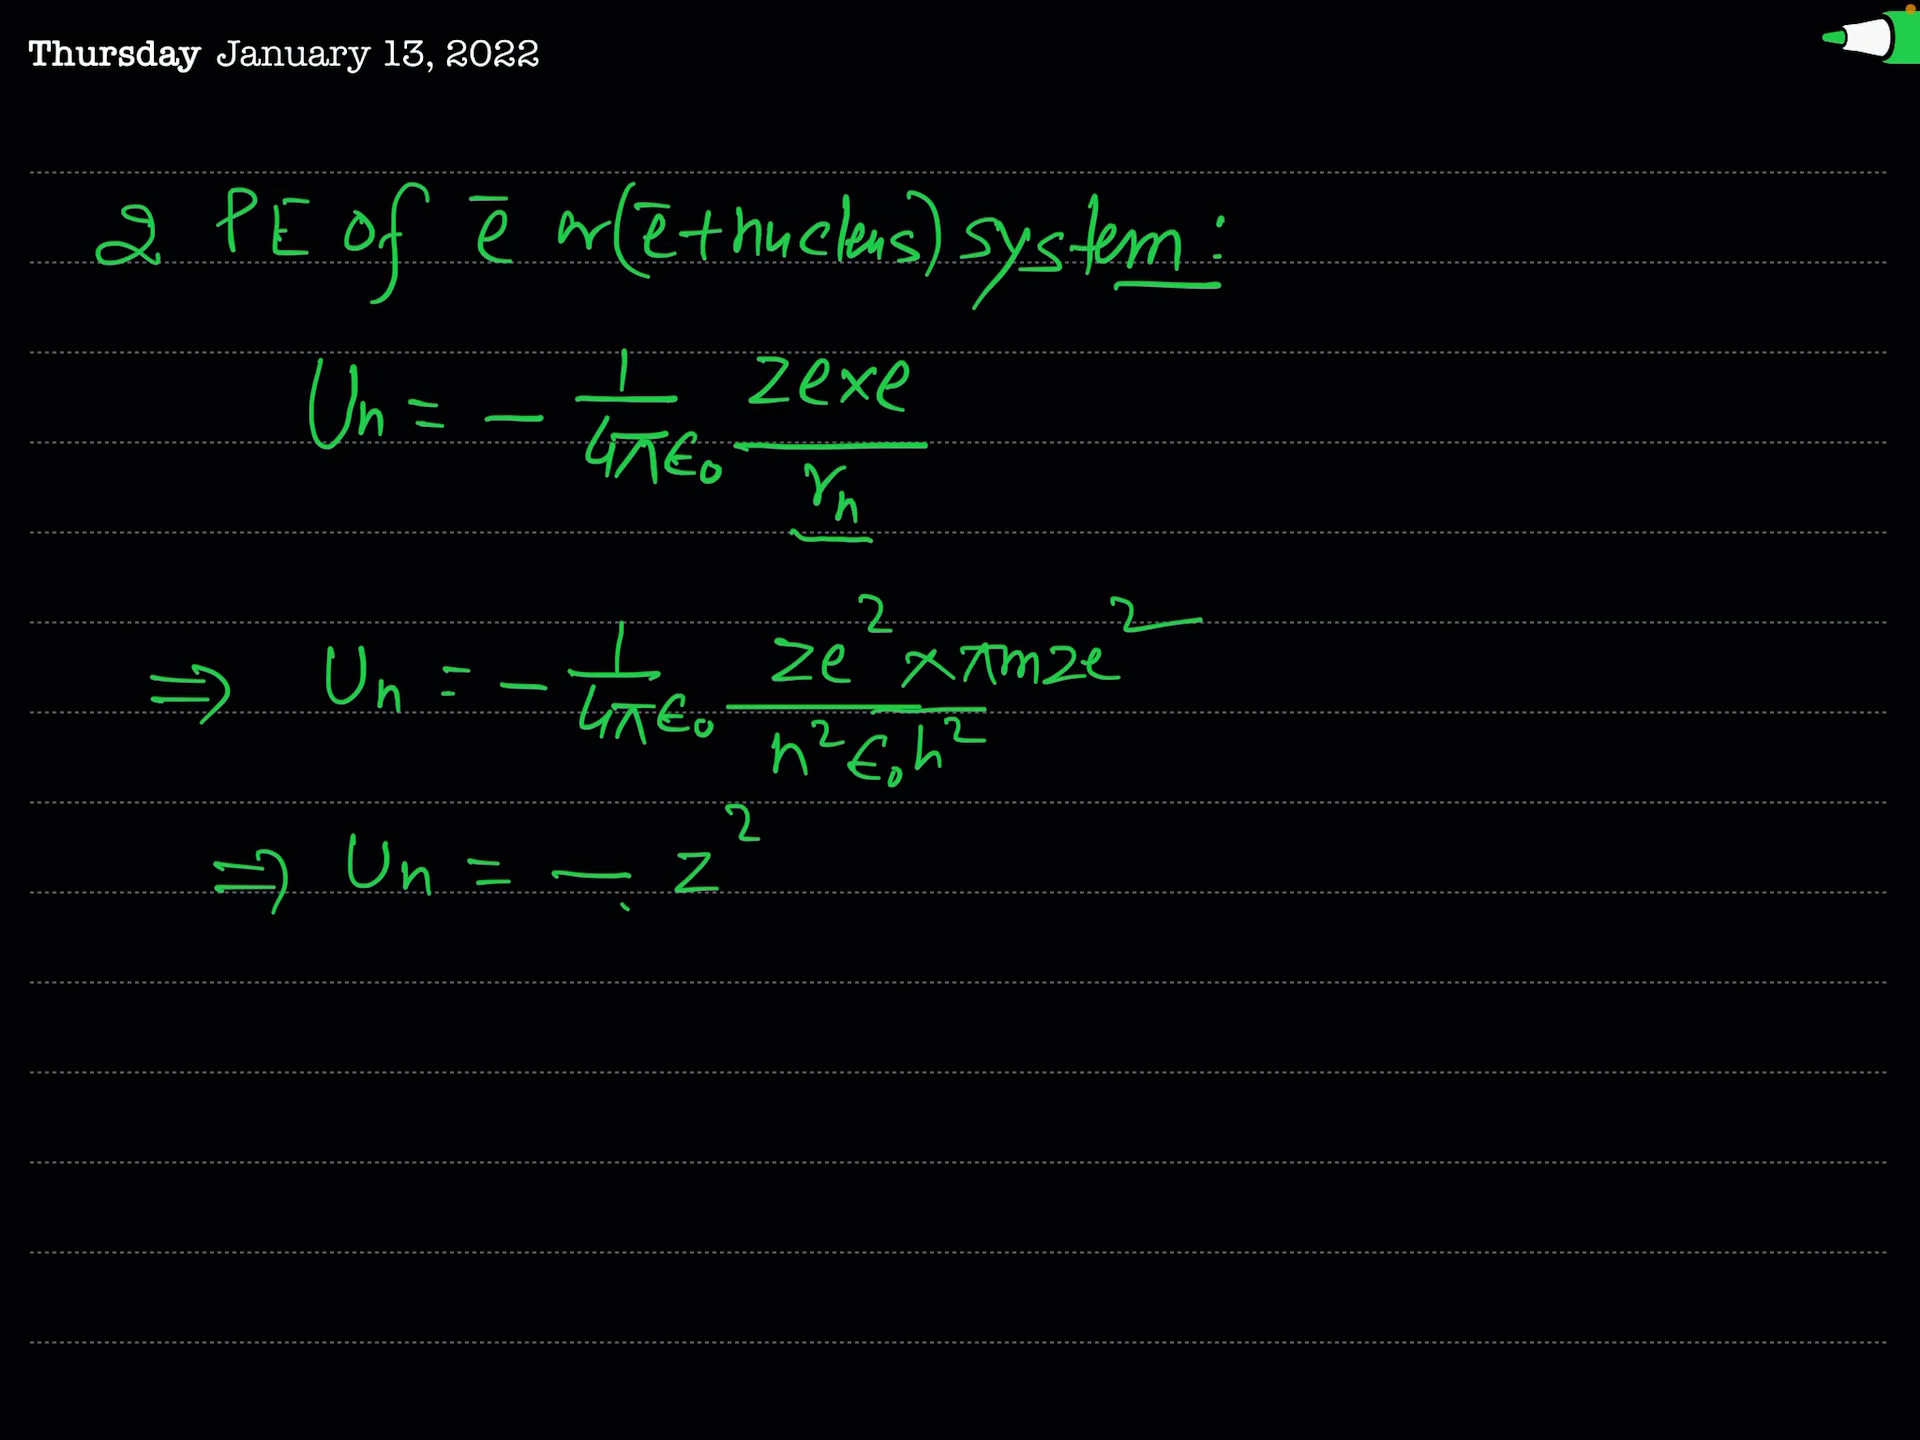 Thursday January 13, 2022
2 PE of ē or (ē+nucleus) system:
Un = - 1/4πϵ₀ Zexe/rn
⇒ Un = - 1/4πϵ₀ ze²×πmze²/n²ϵ₀h²
⇒ Un = - z²